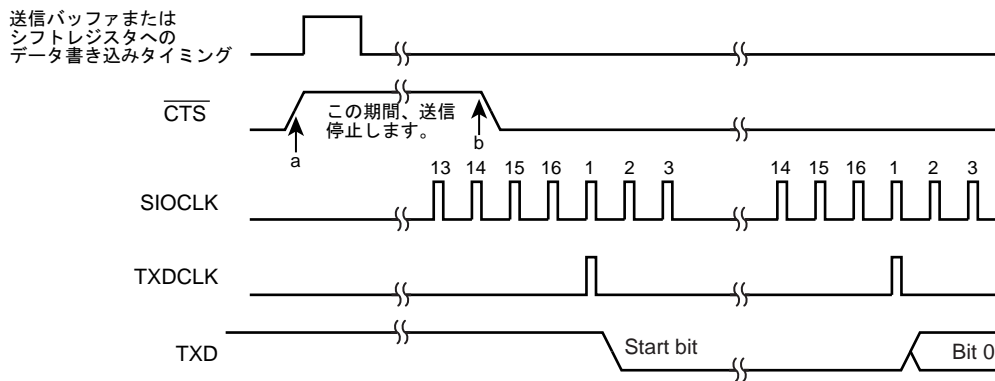 送信バッファまたは
シフトレジスタへの
データ書き込みタイミング
CTS
この期間、送信
停止します。
a
b
13 14 15 16 1 2 3 14 15 16 1 2 3
SIOCLK
TXDCLK
TXD
Start bit
Bit 0